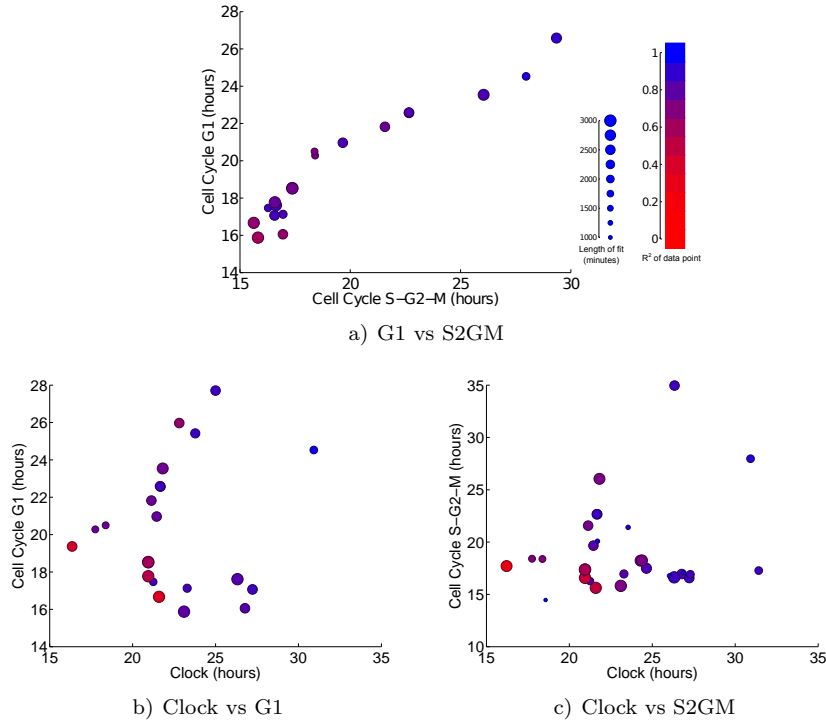 28
26
24
22
20
18
16
14
Cell Cycle G1 (hours)
15 20 25 30
Cell Cycle S−G2−M (hours)
3000
2500
2000
1500
1000
Length of fit
(minutes)
1
0.8
0.6
0.4
0.2
0
R² of data point
a) G1 vs S2GM
28
26
24
22
20
18
16
14
Cell Cycle G1 (hours)
15 20 25 30 35
Clock (hours)
b) Clock vs G1
35
30
25
20
15
10
Cell Cycle S−G2−M (hours)
15 20 25 30 35
Clock (hours)
c) Clock vs S2GM